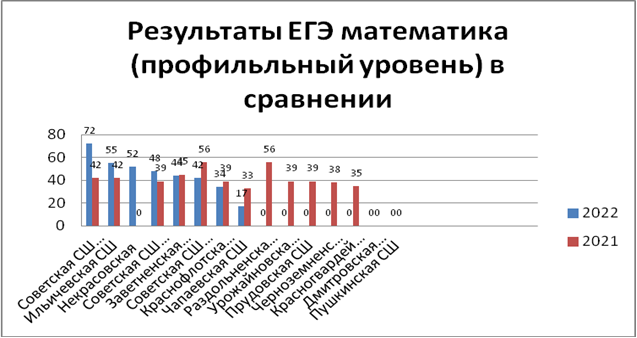 Результаты ЕГЭ математика
(профилльный уровень) в
сравнении
80
60
40
20
0
72
42
55
42
52
0
48
39
44
45
42
56
34
39
17
33
0
56
0
39
0
39
0
38
0
35
0
0
0
0
Советская СШ...
Ильичевская СШ
Некрасовская
Советская СШ...
Заветненская...
Советская СШ...
Краснофлотска...
Чапаевская СШ
Раздольненска...
Урожайновска...
Прудовская СШ
Черноземненс...
Красногвардей...
Дмитровская...
Пушкинская СШ
2022
2021